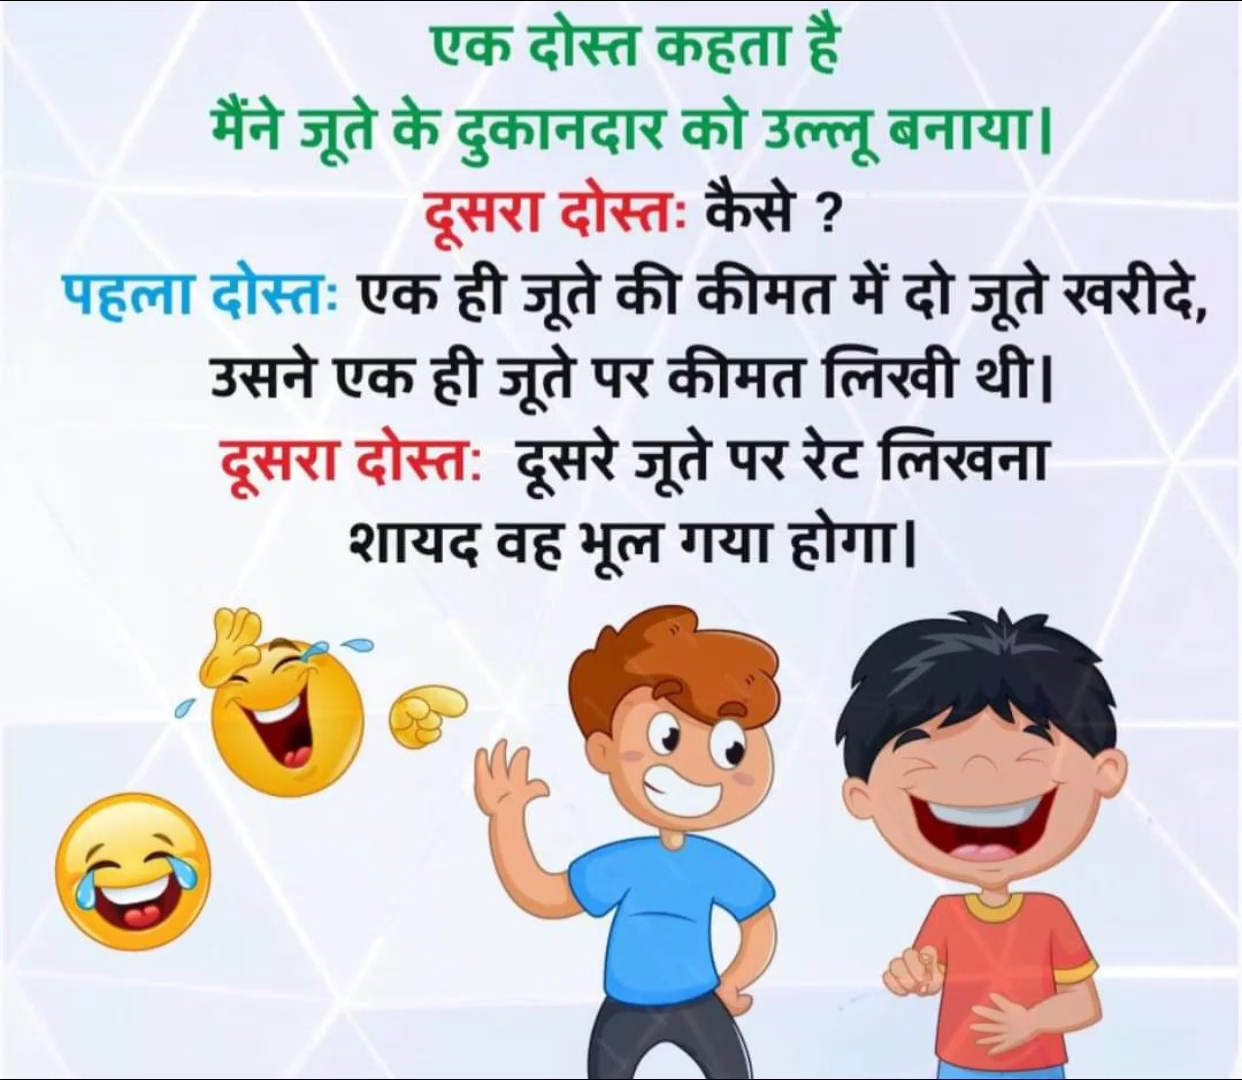 एक दोस्त कहता है
मैंने जूते के दुकानदार को उल्लू बनाया|
दूसरा दोस्तः कैसे ?
पहला दोस्तः एक ही जूते की कीमत में दो जूते खरीदे,
उसने एक ही जूते पर कीमत लिखी थी|
दूसरा दोस्त: दूसरे जूते पर रेट लिखना
शायद वह भूल गया होगा|